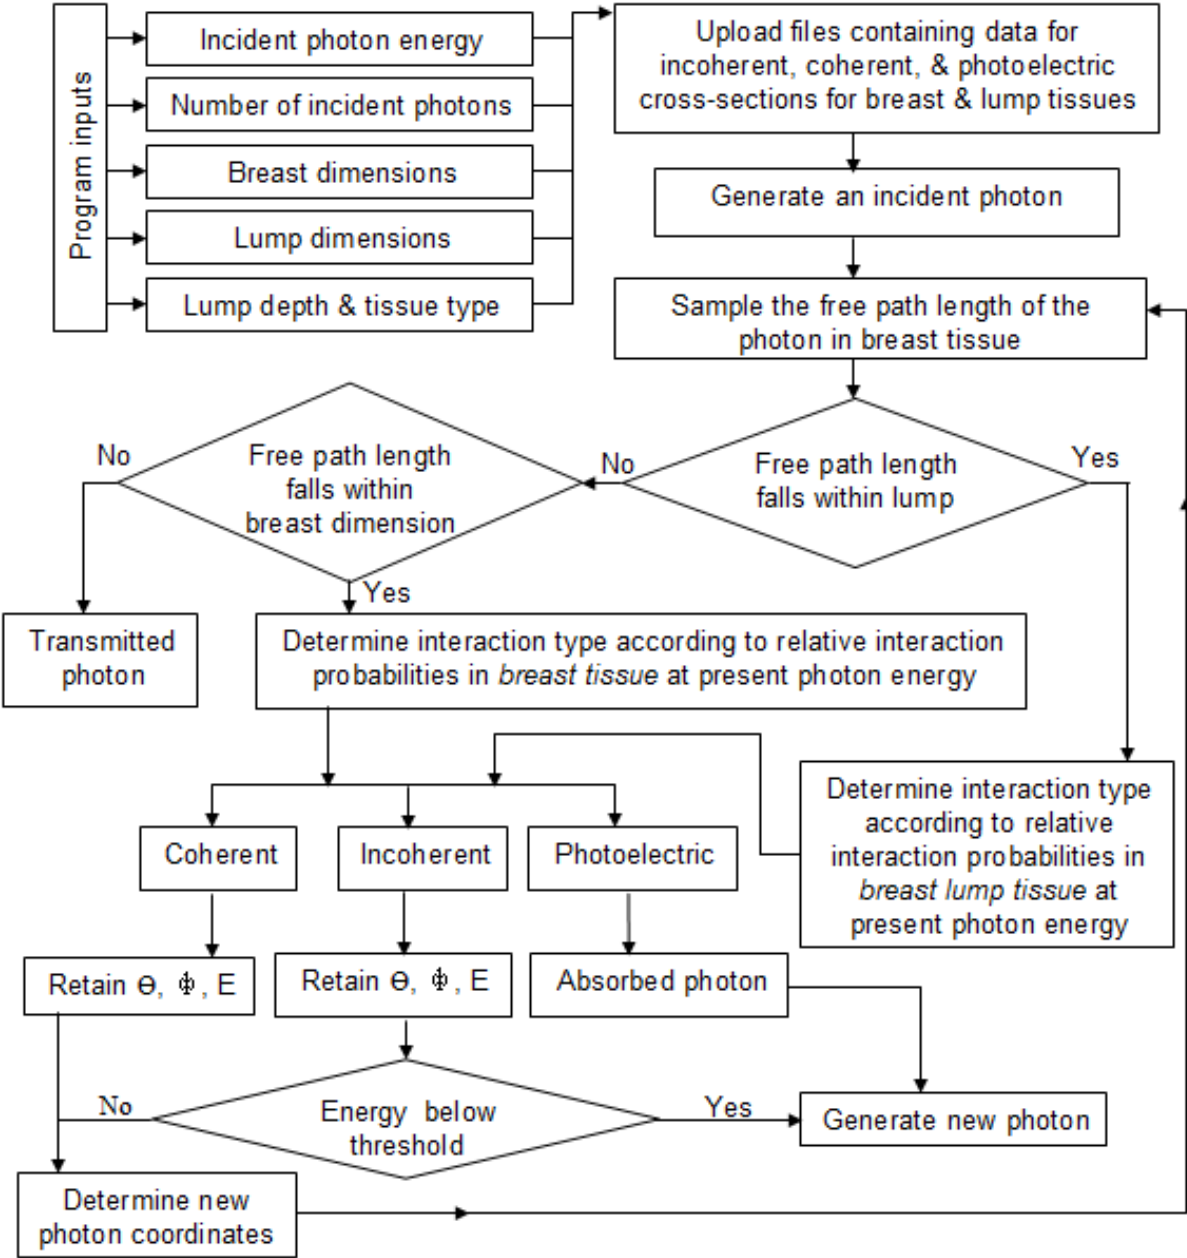 Program inputs
Incident photon energy
Number of incident photons
Breast dimensions
Lump dimensions
Lump depth & tissue type
Upload files containing data for
incoherent, coherent, & photoelectric
cross-sections for breast & lump tissues
Generate an incident photon
Sample the free path length of the
photon in breast tissue
Free path length
falls within lump
Yes
No
Free path length
falls within
breast dimension
No
Yes
Transmitted
photon
Determine interaction type according to relative interaction
probabilities in breast tissue at present photon energy
Determine interaction type
according to relative
interaction probabilities in
breast lump tissue at
present photon energy
Coherent
Incoherent
Photoelectric
Retain ϴ, Φ, E
Retain ϴ, Φ, E
Absorbed photon
Energy below
threshold
No
Yes
Generate new photon
Determine new
photon coordinates